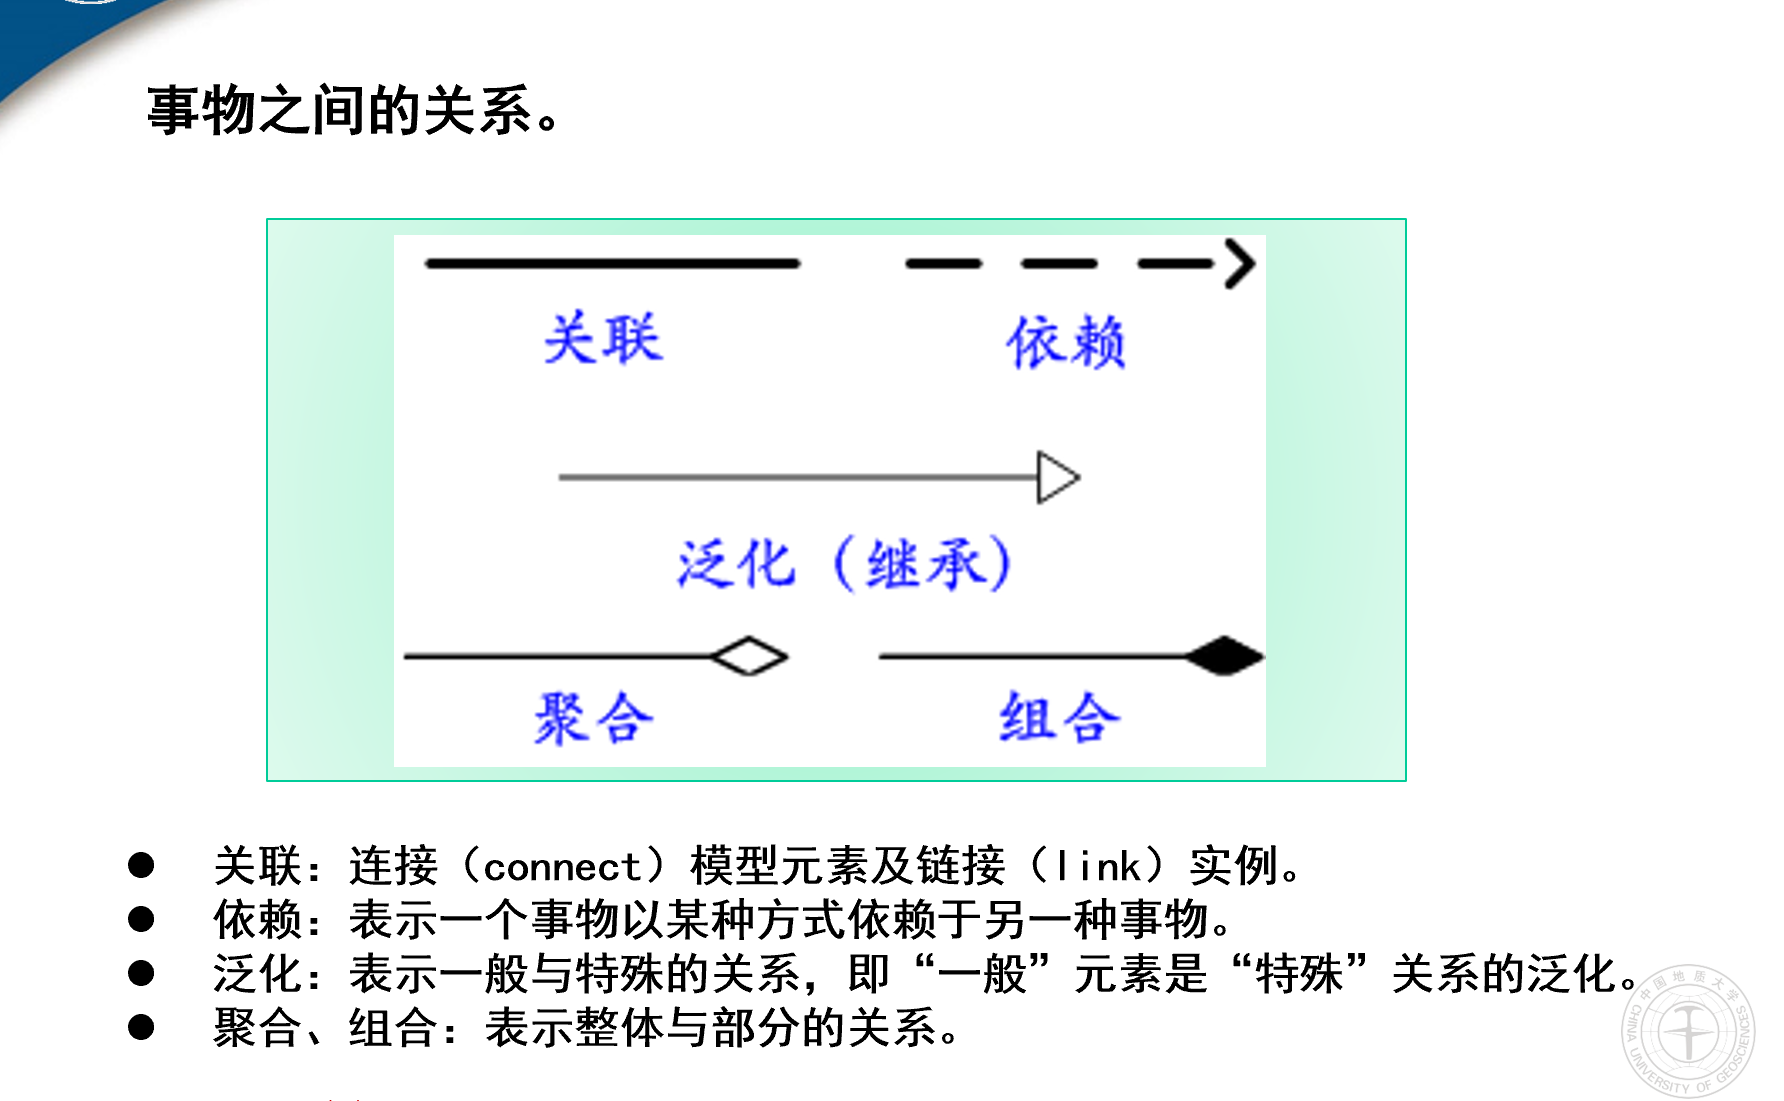 事物之间的关系。
关联
依赖
泛化（继承）
聚合
组合
● 关联：连接（connect）模型元素及链接（link）实例。
● 依赖：表示一个事物以某种方式依赖于另一种事物。
● 泛化：表示一般与特殊的关系，即“一般”元素是“特殊”关系的泛化。
● 聚合、组合：表示整体与部分的关系。
中国地质大学
CHINA UNIVERSITY OF GEOSCIENCES